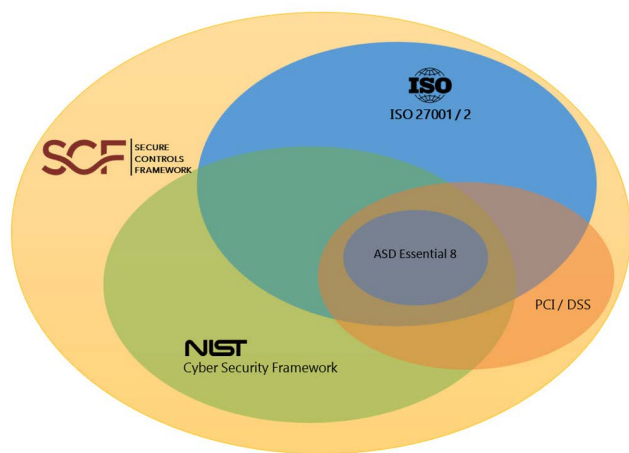 ISO
ISO 27001 / 2
SCF
SECURE
CONTROLS
FRAMEWORK
ASD Essential 8
PCI / DSS
NIST
Cyber Security Framework